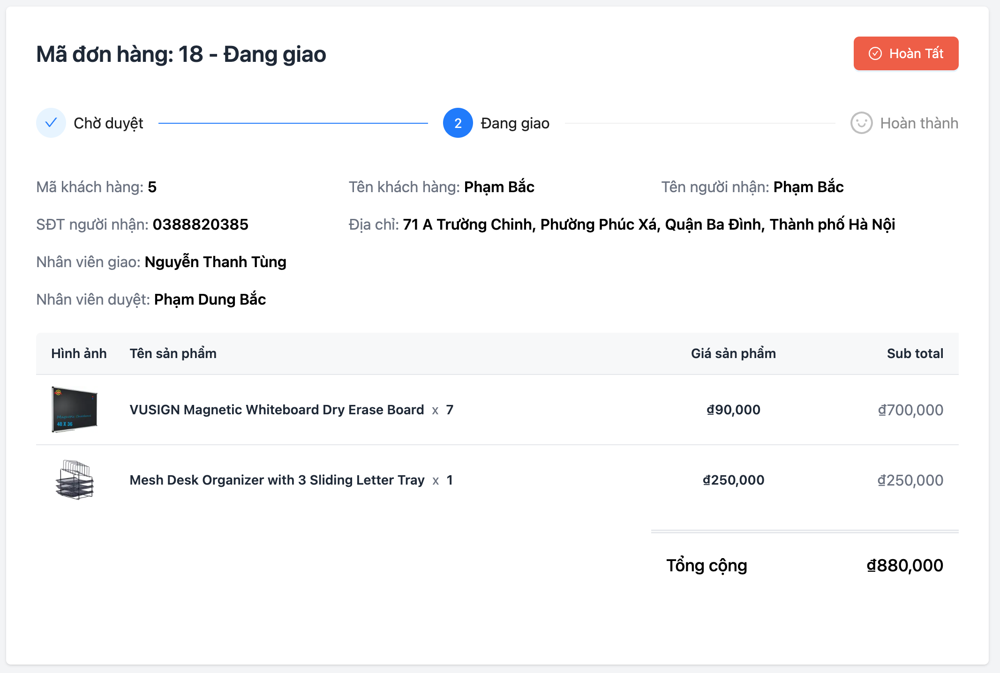 Mã đơn hàng: 18 - Đang giao
Hoàn Tất
Chờ duyệt
2 Đang giao
Hoàn thành
Mã khách hàng: 5
Tên khách hàng: Phạm Bắc
Tên người nhận: Phạm Bắc
SĐT người nhận: 0388820385
Địa chỉ: 71 A Trường Chinh, Phường Phúc Xá, Quận Ba Đình, Thành phố Hà Nội
Nhân viên giao: Nguyễn Thanh Tùng
Nhân viên duyệt: Phạm Dung Bắc
Hình ảnh Tên sản phẩm Giá sản phẩm Sub total
Magnetic Chalkboard
48 X 36
VUSIGN Magnetic Whiteboard Dry Erase Board x 7 ₫90,000 ₫700,000
Mesh Desk Organizer with 3 Sliding Letter Tray x 1 ₫250,000 ₫250,000
Tổng cộng ₫880,000